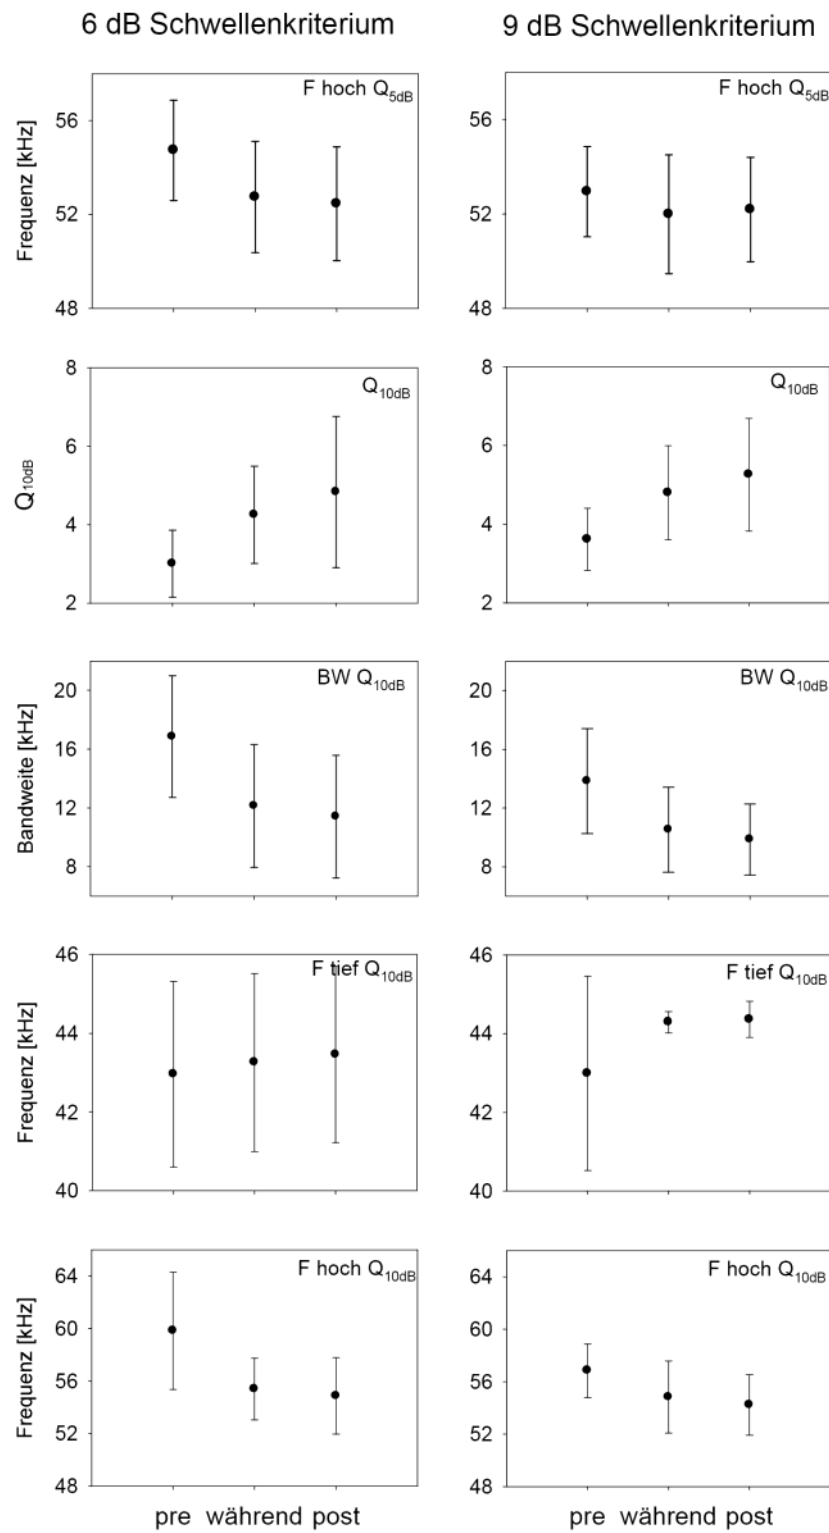 6 dB Schwellenkriterium
9 dB Schwellenkriterium
F hoch Q5dB
Frequenz [kHz]
56
52
48
F hoch Q5dB
56
52
48
Q10dB
Q10dB
8
6
4
2
Q10dB
8
6
4
2
BW Q10dB
Bandweite [kHz]
20
16
12
8
BW Q10dB
20
16
12
8
F tief Q10dB
Frequenz [kHz]
46
44
42
40
F tief Q10dB
46
44
42
40
F hoch Q10dB
Frequenz [kHz]
64
60
56
52
48
F hoch Q10dB
64
60
56
52
48
pre während post
pre während post